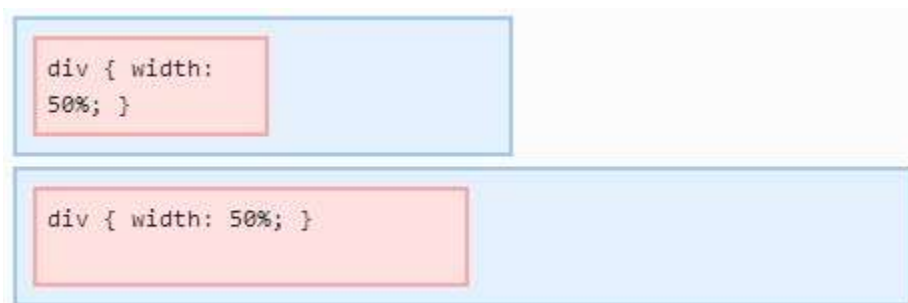 div { width:
50%; }
div { width: 50%; }